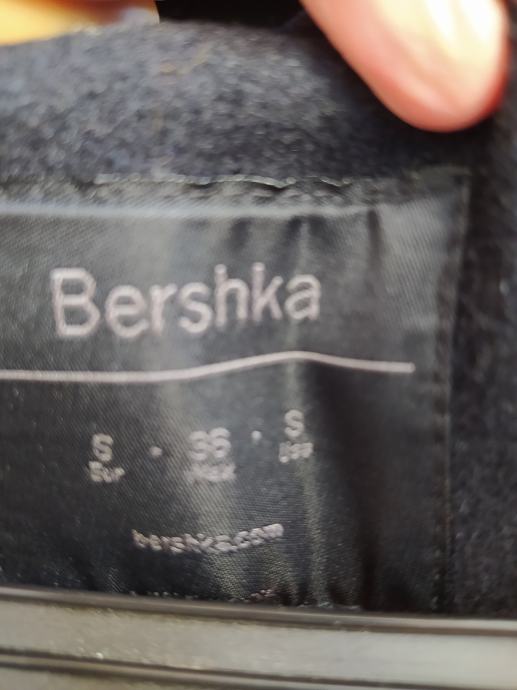 Bershka
S · 36 · S
Eur Mex USA
bershka.com